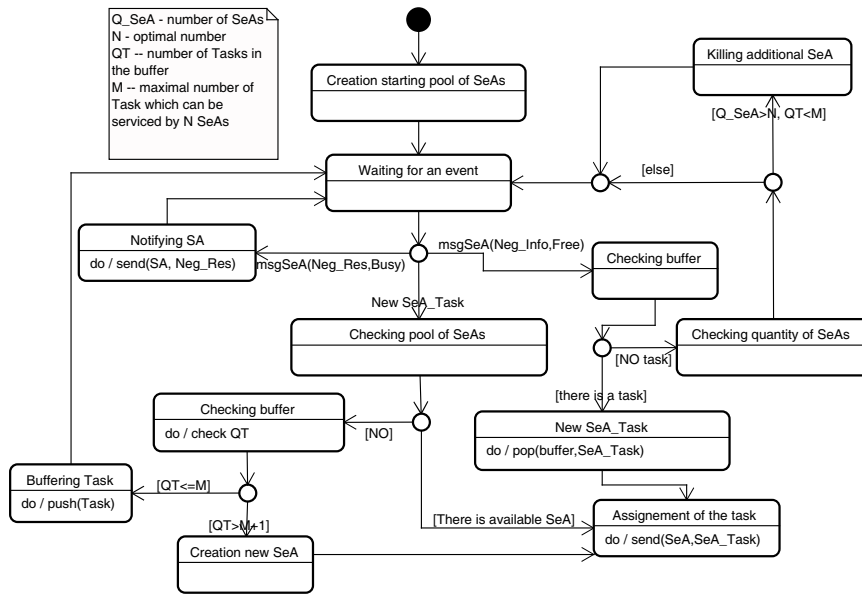 Q_SeA - number of SeAs
N - optimal number
QT -- number of Tasks in
the buffer
M -- maximal number of
Task which can be
serviced by N SeAs
Creation starting pool of SeAs
Killing additional SeA
[Q_SeA>N, QT<M]
Waiting for an event
[else]
Notifying SA
do / send(SA, Neg_Res)
msgSeA(Neg_Res,Busy)
msgSeA(Neg_Info,Free)
Checking buffer
New SeA_Task
Checking pool of SeAs
Checking quantity of SeAs
[NO task]
[there is a task]
Checking buffer
do / check QT
[NO]
New SeA_Task
do / pop(buffer,SeA_Task)
Buffering Task
do / push(Task)
[QT<=M]
[QT>M+1]
[There is available SeA]
Assignement of the task
do / send(SeA,SeA_Task)
Creation new SeA